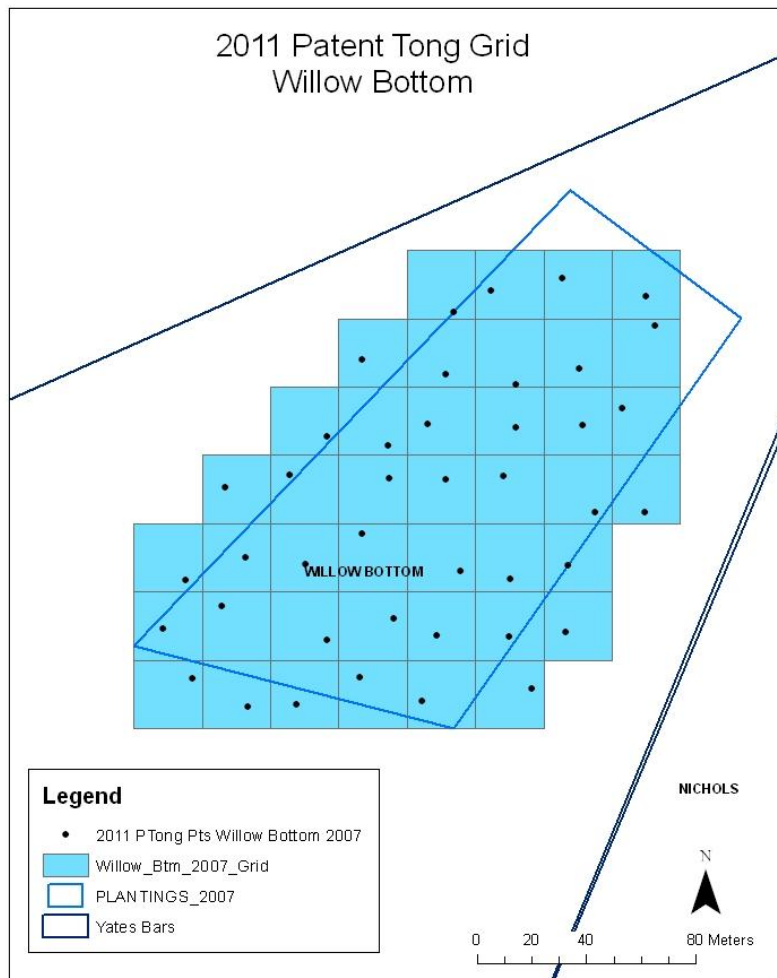 2011 Patent Tong Grid
Willow Bottom
WILLOW BOTTOM
NICHOLS
Legend
2011 PTong Pts Willow Bottom 2007
Willow_Btm_2007_Grid
PLANTINGS_2007
Yates Bars
N
0 20 40 80 Meters